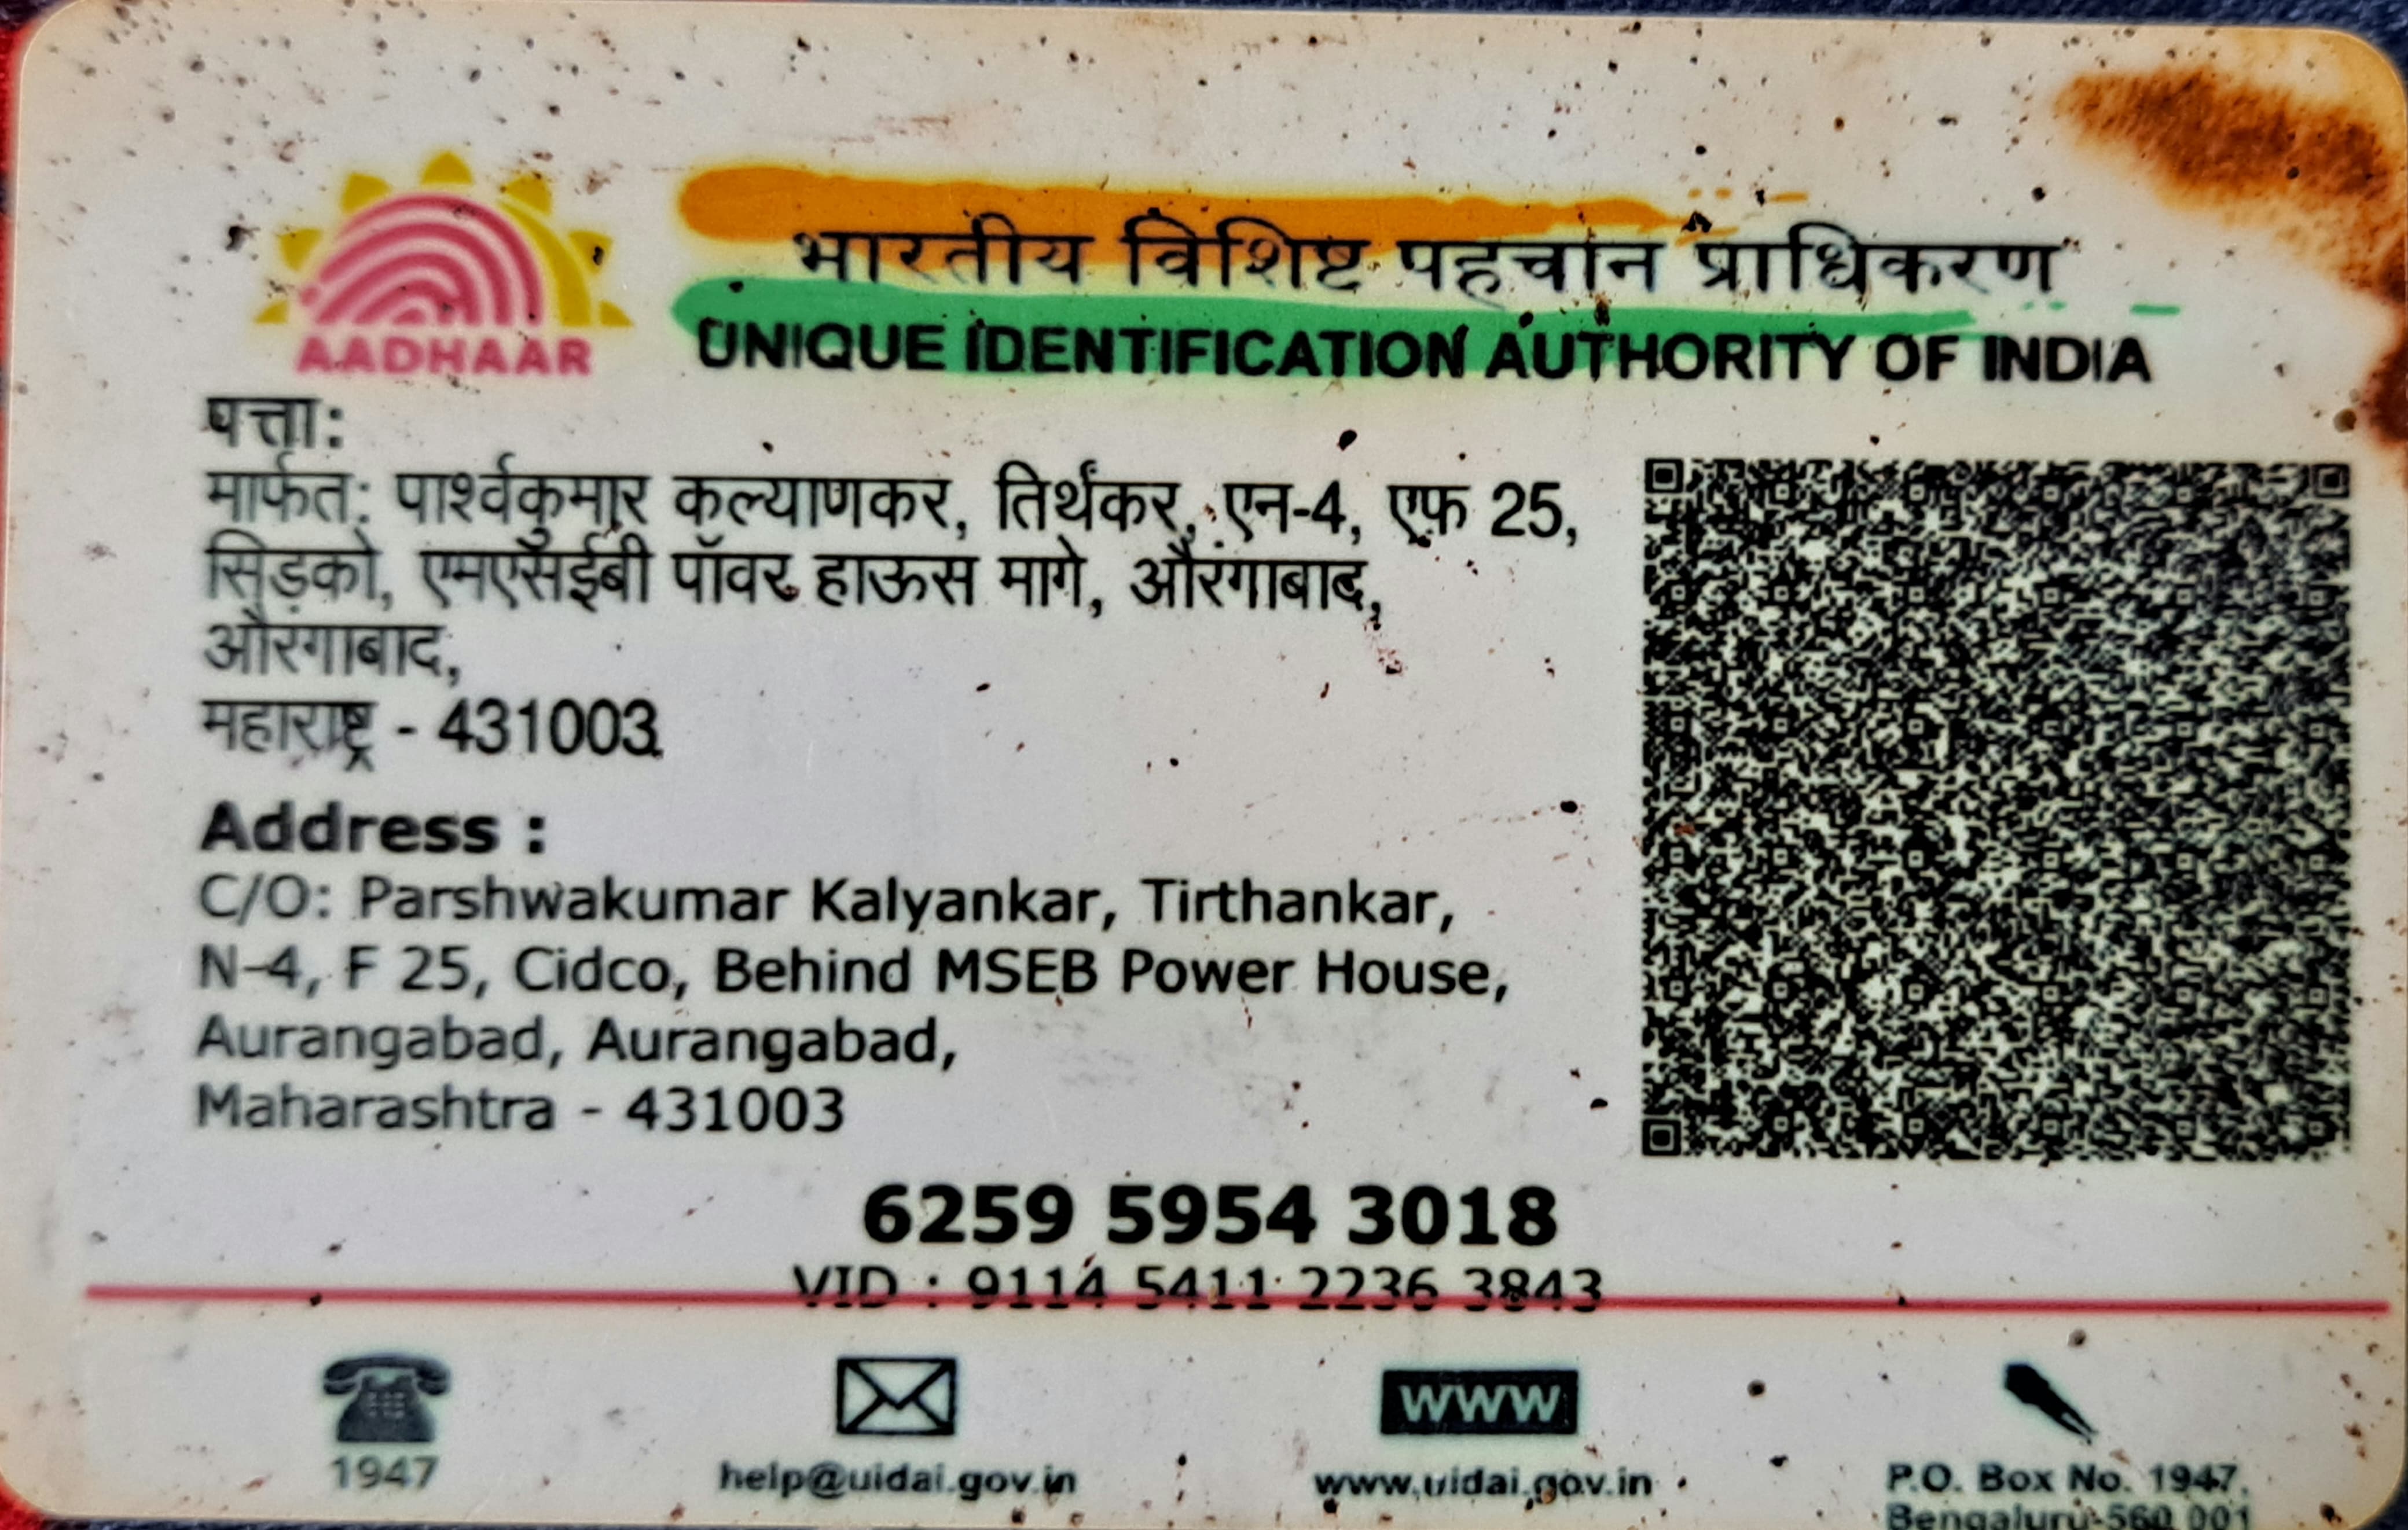 भारतीय विशिष्ट पहचान प्राधिकरण
AADHAAR
UNIQUE IDENTIFICATION AUTHORITY OF INDIA
पत्ता:
मार्फत: पार्श्वकुमार कल्याणकर, तिर्थंकर, एन-4, एफ़ 25,
सिड़को, एमएसईबी पॉवर हाऊस मागे, औरंगाबाद,
औरंगाबाद,
महाराष्ट्र - 431003
Address :
C/O: Parshwakumar Kalyankar, Tirthankar,
N-4, F 25, Cidco, Behind MSEB Power House,
Aurangabad, Aurangabad,
Maharashtra - 431003
6259 5954 3018
VID : 9114 5411 2236 3843
WWW
1947
help@uidai.gov.in
www.uidai.gov.in
P.O. Box No. 1947,
Bengaluru-560 001